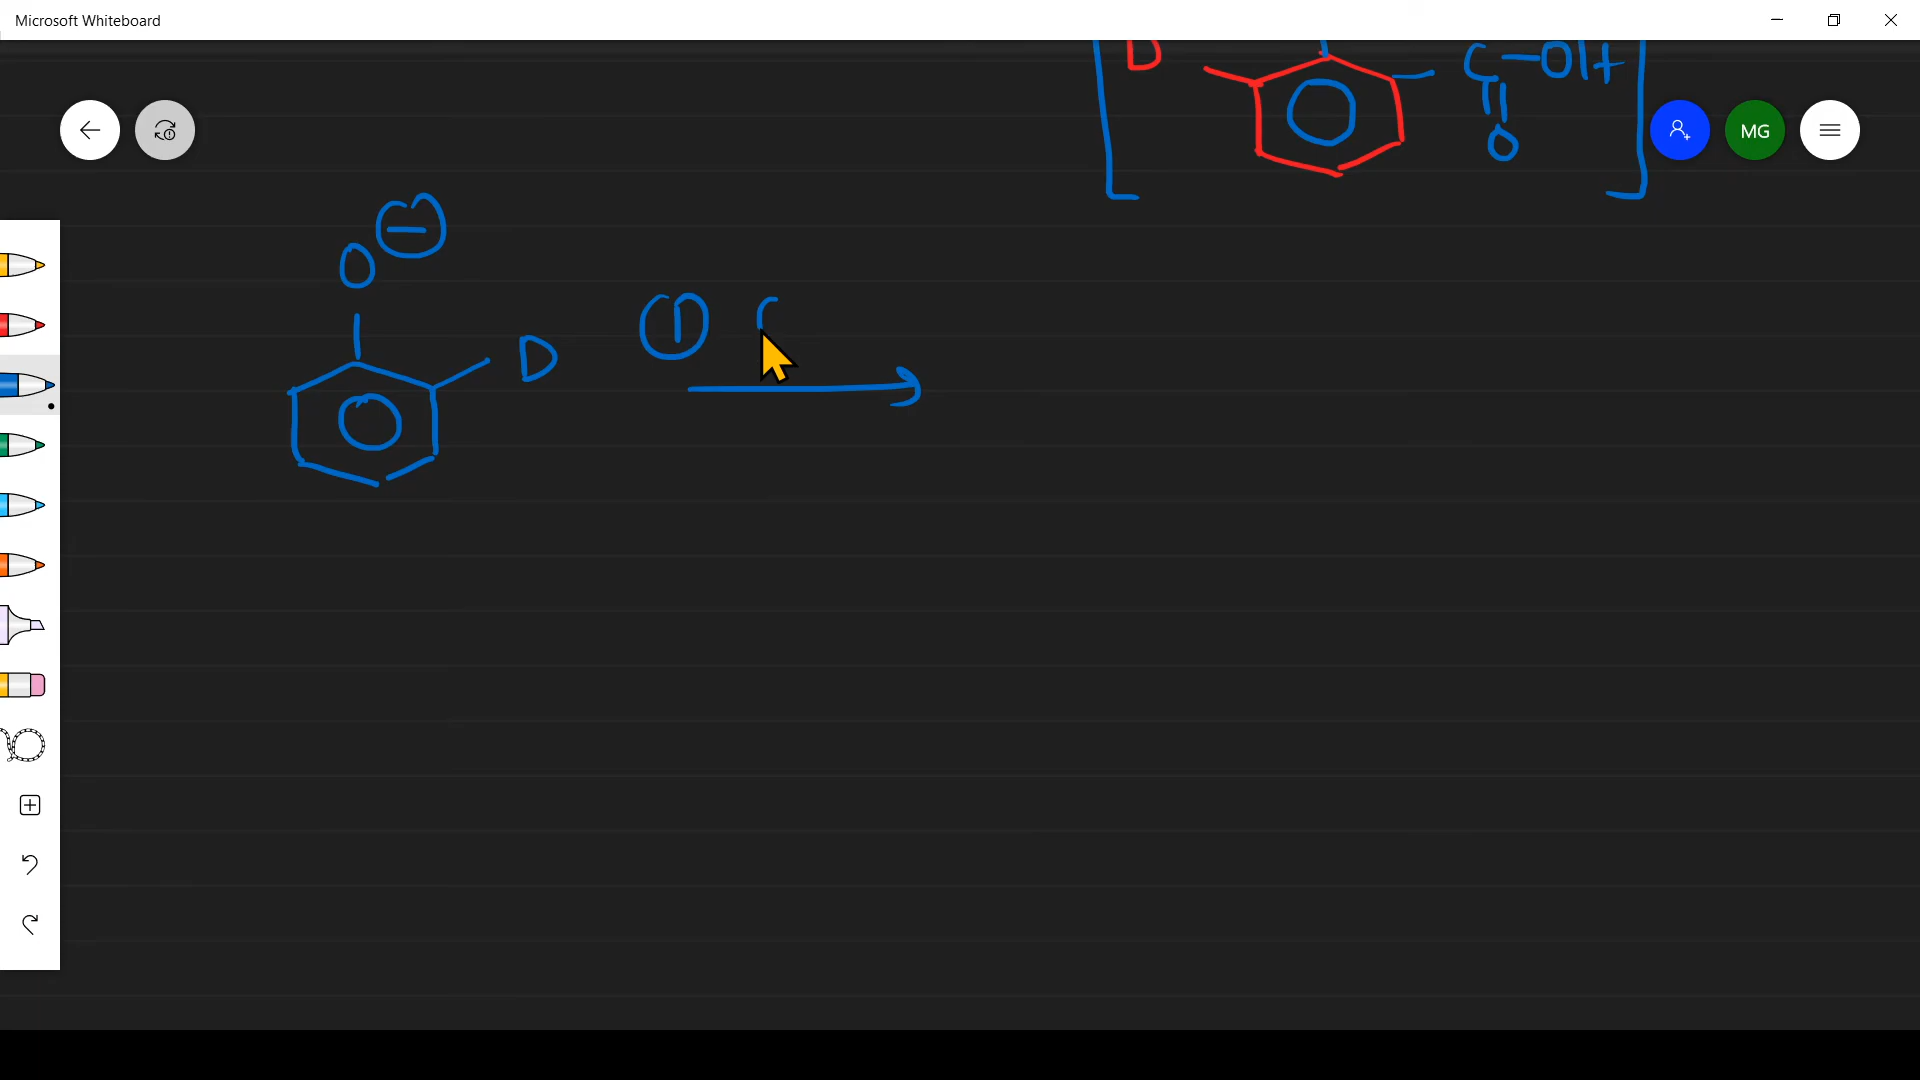 Microsoft Whiteboard
D C-OH
O
MG
O −
D
① C